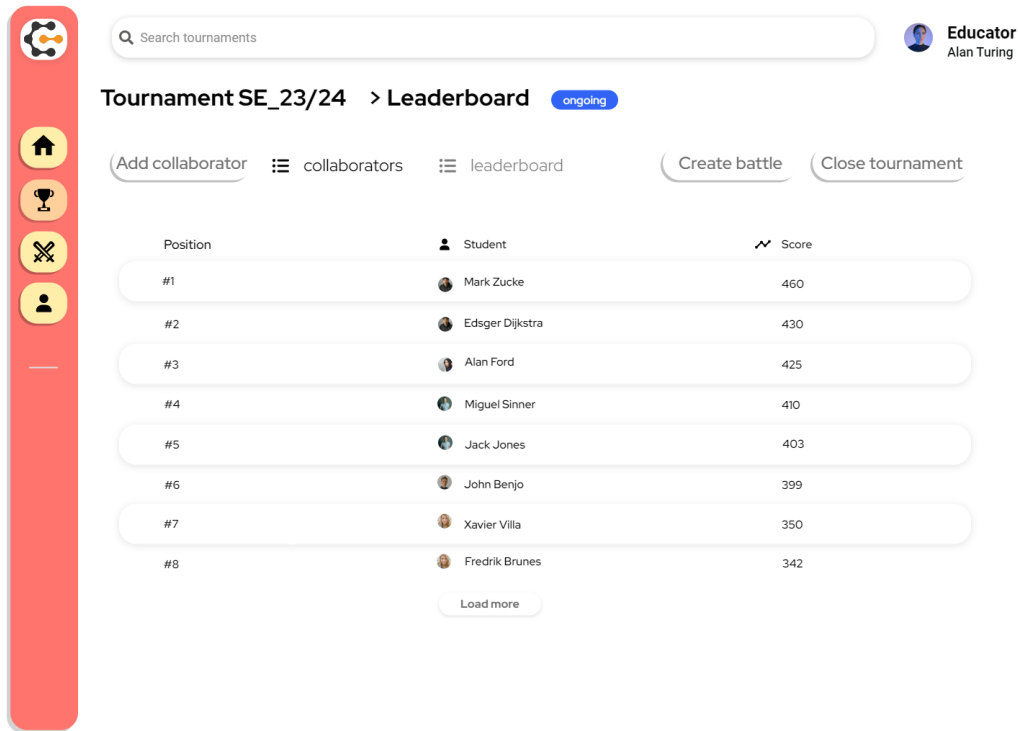 Search tournaments
Educator
Alan Turing
Tournament SE_23/24 > Leaderboard ongoing
Add collaborator collaborators leaderboard Create battle Close tournament
Position Student Score
#1 Mark Zucke 460
#2 Edsger Dijkstra 430
#3 Alan Ford 425
#4 Miguel Sinner 410
#5 Jack Jones 403
#6 John Benjo 399
#7 Xavier Villa 350
#8 Fredrik Brunes 342
Load more